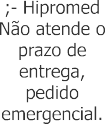 ;- Hipromed
Não atende o
prazo de
entrega,
pedido
emergencial.